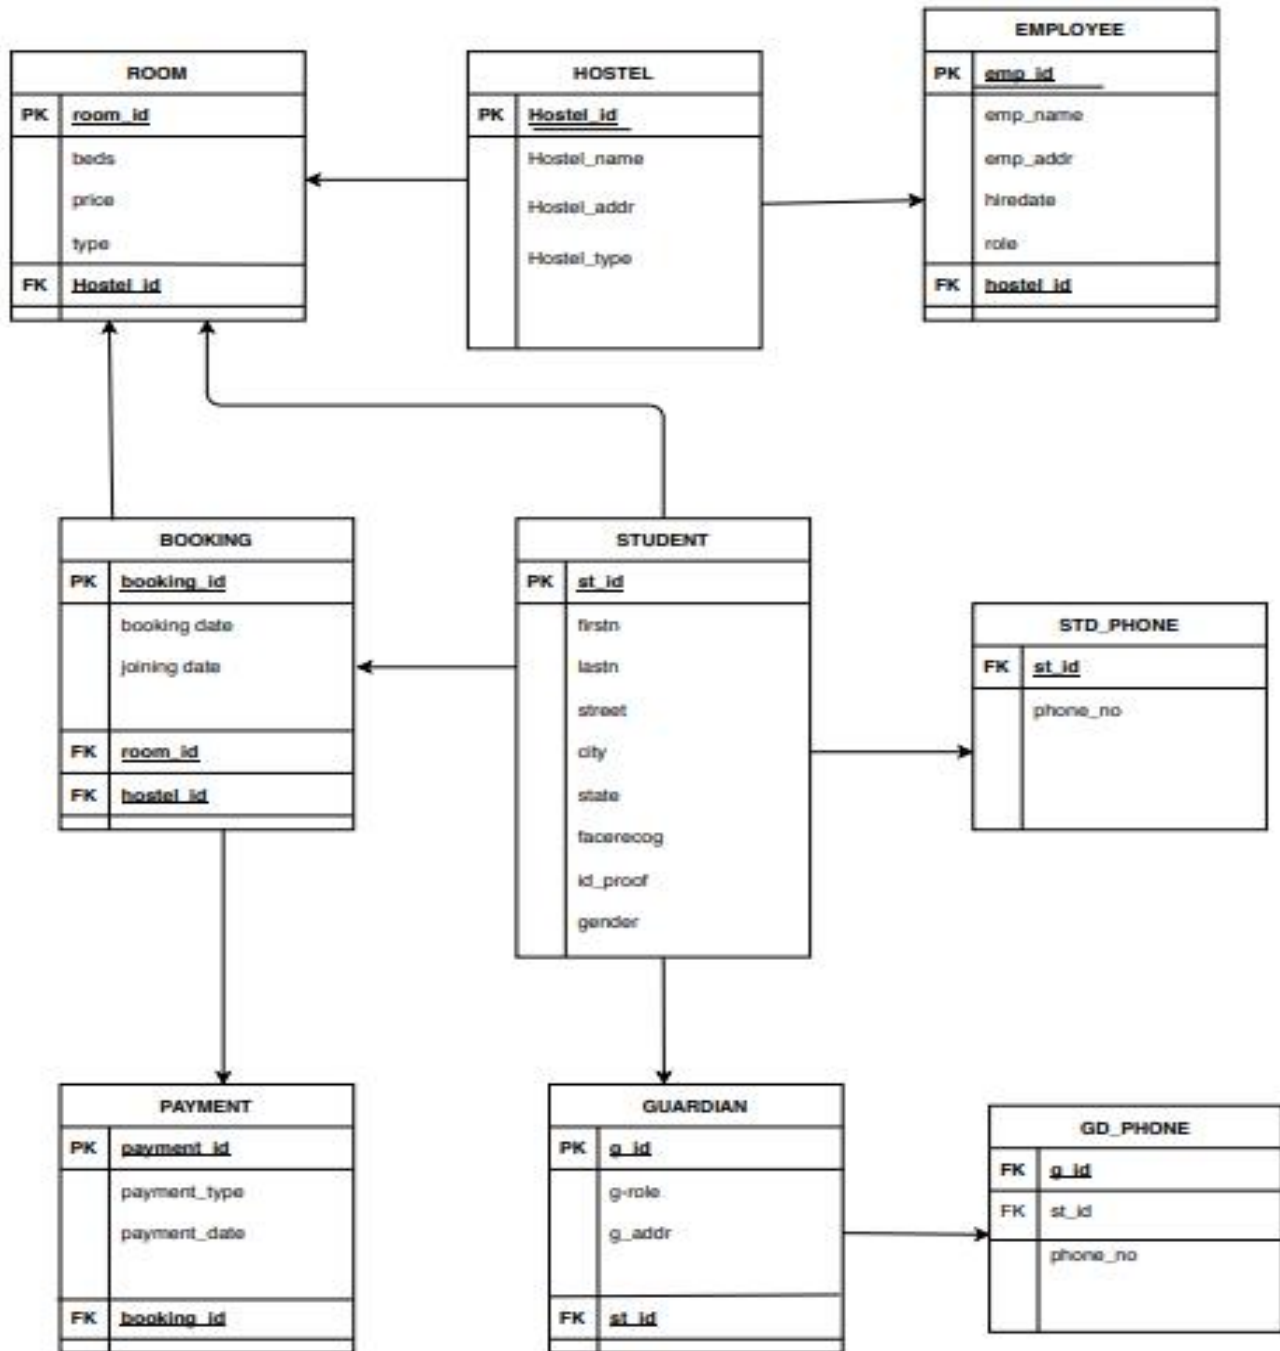 ROOM
PK room_id
beds
price
type
FK Hostel_id
HOSTEL
PK Hostel_id
Hostel_name
Hostel_addr
Hostel_type
EMPLOYEE
PK emp_id
emp_name
emp_addr
hiredate
role
FK hostel_id
BOOKING
PK booking_id
booking date
joining date
FK room_id
FK hostel_id
STUDENT
PK st_id
firstn
lastn
street
city
state
facerecog
id_proof
gender
STD_PHONE
FK st_id
phone_no
PAYMENT
PK payment_id
payment_type
payment_date
FK booking_id
GUARDIAN
PK g_id
g-role
g_addr
FK st_id
GD_PHONE
FK g_id
FK st_id
phone_no